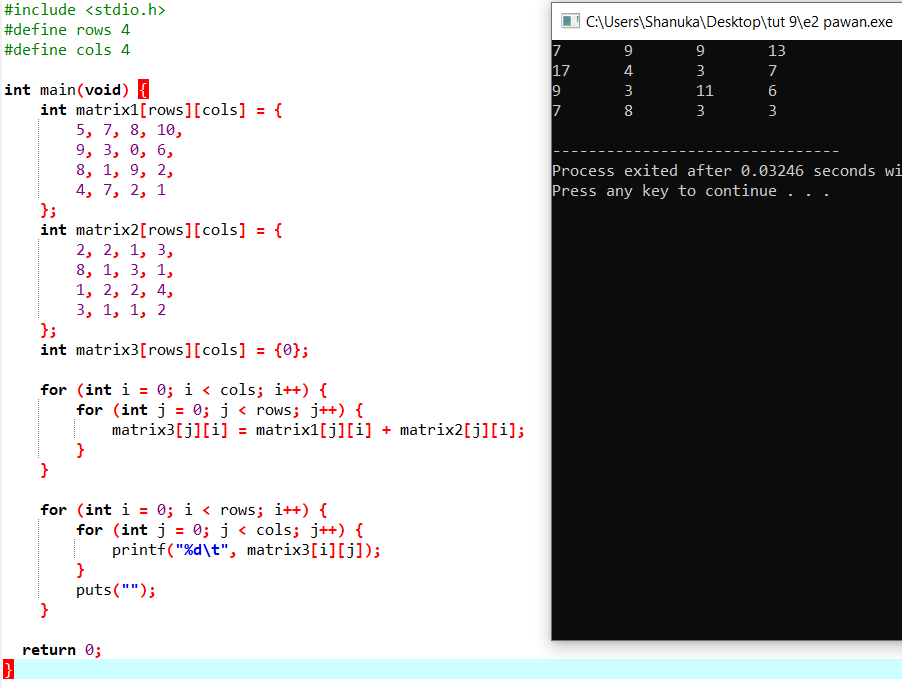 #include <stdio.h>
#define rows 4
#define cols 4
int main(void) {
int matrix1[rows][cols] = {
5, 7, 8, 10,
9, 3, 0, 6,
8, 1, 9, 2,
4, 7, 2, 1
};
int matrix2[rows][cols] = {
2, 2, 1, 3,
8, 1, 3, 1,
1, 2, 2, 4,
3, 1, 1, 2
};
int matrix3[rows][cols] = {0};
for (int i = 0; i < cols; i++) {
for (int j = 0; j < rows; j++) {
matrix3[j][i] = matrix1[j][i] + matrix2[j][i];
}
}
for (int i = 0; i < rows; i++) {
for (int j = 0; j < cols; j++) {
printf("%d\t", matrix3[i][j]);
}
puts("");
}
return 0;
}
C:\Users\Shanuka\Desktop\tut 9\e2 pawan.exe
7 9 9 13
17 4 3 7
9 3 11 6
7 8 3 3
--------------------------------
Process exited after 0.03246 seconds wi
Press any key to continue . . .